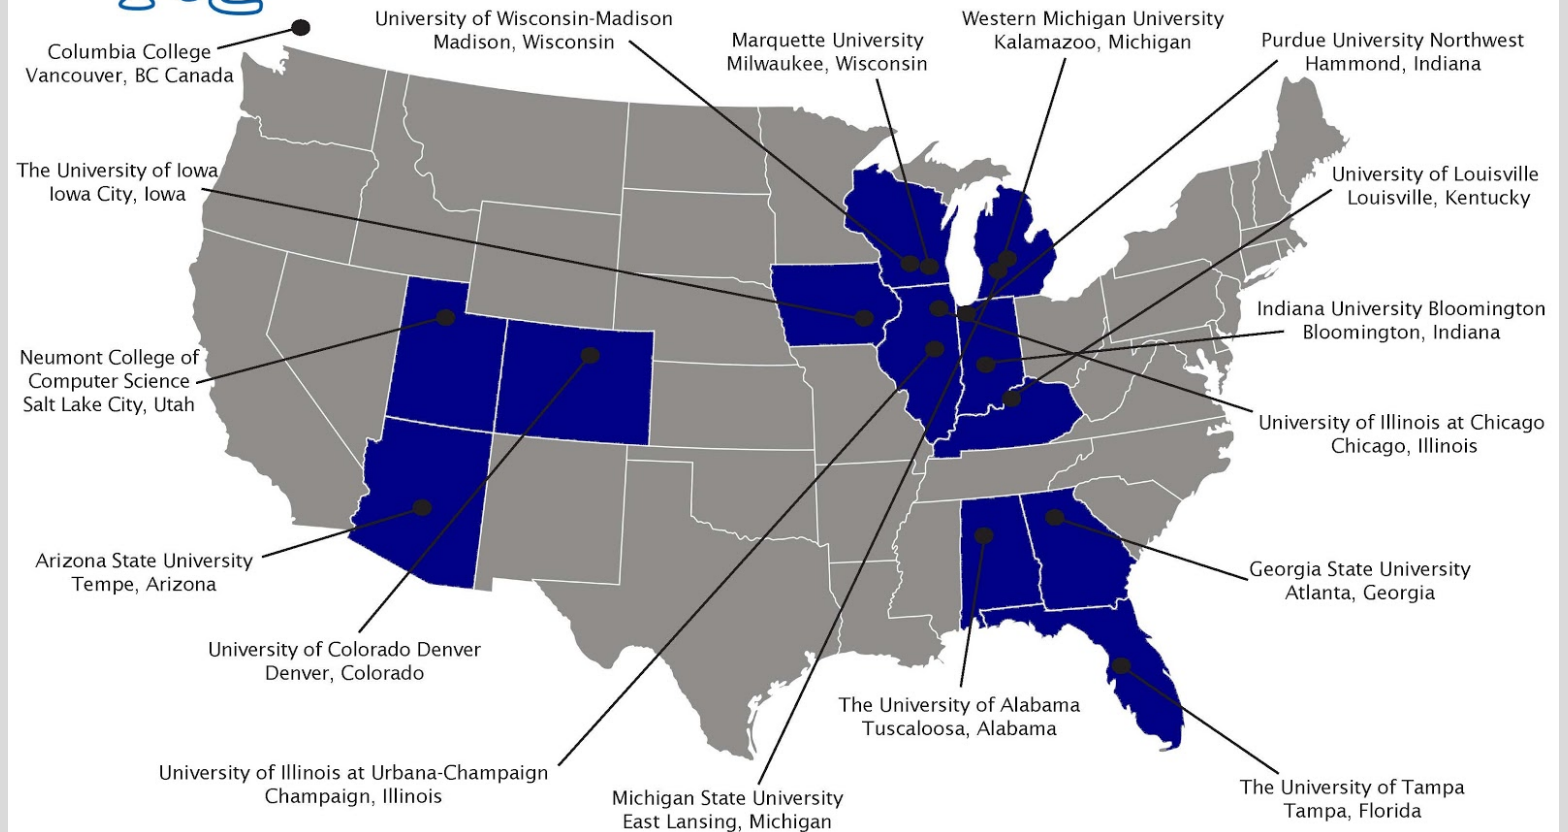 Columbia College
Vancouver, BC Canada
University of Wisconsin-Madison
Madison, Wisconsin
Marquette University
Milwaukee, Wisconsin
Western Michigan University
Kalamazoo, Michigan
Purdue University Northwest
Hammond, Indiana
The University of Iowa
Iowa City, Iowa
University of Louisville
Louisville, Kentucky
Indiana University Bloomington
Bloomington, Indiana
Neumont College of
Computer Science
Salt Lake City, Utah
University of Illinois at Chicago
Chicago, Illinois
Arizona State University
Tempe, Arizona
Georgia State University
Atlanta, Georgia
University of Colorado Denver
Denver, Colorado
The University of Alabama
Tuscaloosa, Alabama
University of Illinois at Urbana-Champaign
Champaign, Illinois
Michigan State University
East Lansing, Michigan
The University of Tampa
Tampa, Florida